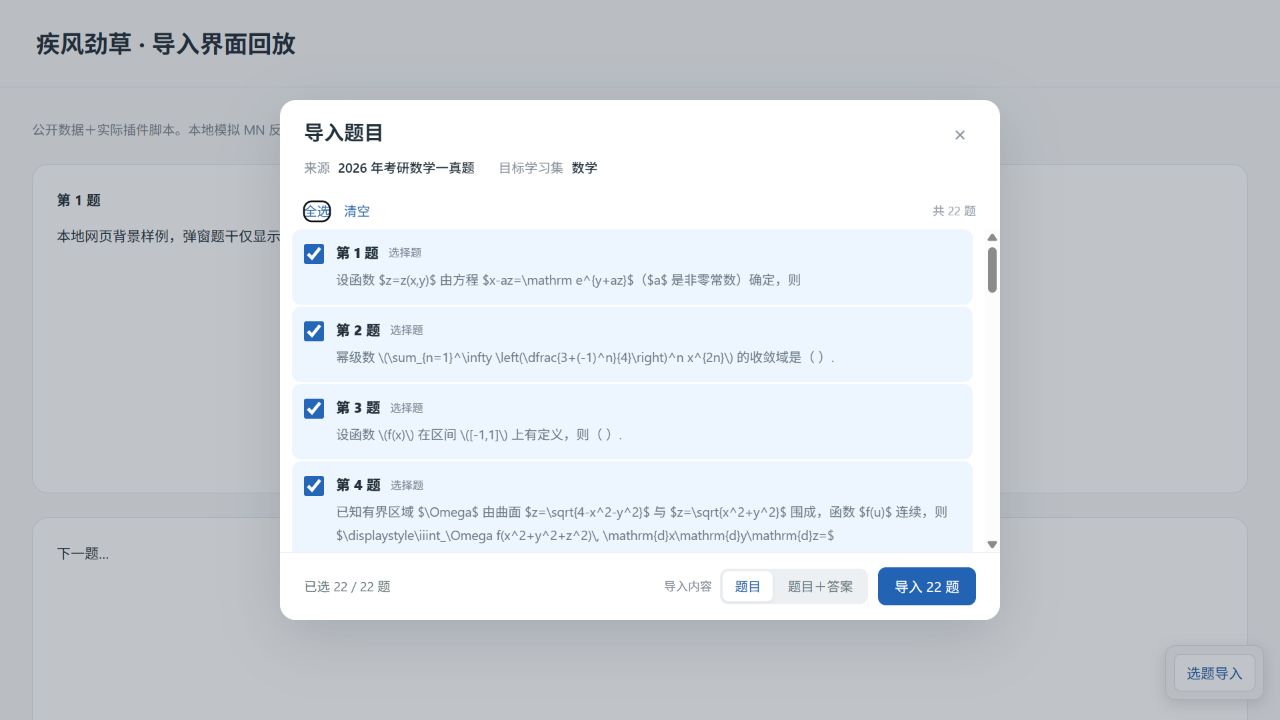 疾风劲草 · 导入界面回放
公开数据＋实际插件脚本。本地模拟 MN 反
第 1 题
本地网页背景样例，弹窗题干仅显示
下一题...
选题导入
导入题目
×
来源 2026 年考研数学一真题 目标学习集 数学
全选 清空 共 22 题
第 1 题 选择题
设函数 $z=z(x,y)$ 由方程 $x-az=\mathrm e^{y+az}$（$a$ 是非零常数）确定，则
第 2 题 选择题
幂级数 \(\sum_{n=1}^\infty \left(\dfrac{3+(-1)^n}{4}\right)^n x^{2n}\) 的收敛域是（ ）.
第 3 题 选择题
设函数 \(f(x)\) 在区间 \([-1,1]\) 上有定义，则（ ）.
第 4 题 选择题
已知有界区域 $\Omega$ 由曲面 $z=\sqrt{4-x^2-y^2}$ 与 $z=\sqrt{x^2+y^2}$ 围成，函数 $f(u)$ 连续，则
$\displaystyle\iiint_\Omega f(x^2+y^2+z^2)\, \mathrm{d}x\mathrm{d}y\mathrm{d}z=$
已选 22 / 22 题 导入内容 题目 题目＋答案 导入 22 题